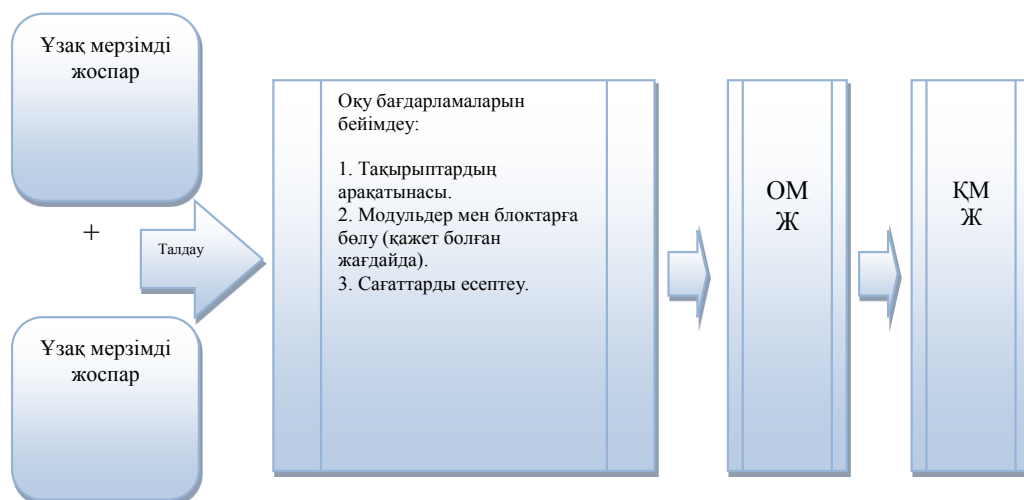 Ұзақ мерзімді
жоспар
+
Ұзақ мерзімді
жоспар
Талдау
Оқу бағдарламаларын
бейімдеу:
1. Тақырыптардың
арақатынасы.
2. Модульдер мен блоктарға
бөлу (қажет болған
жағдайда).
3. Сағаттарды есептеу.
ОМ
Ж
ҚМ
Ж